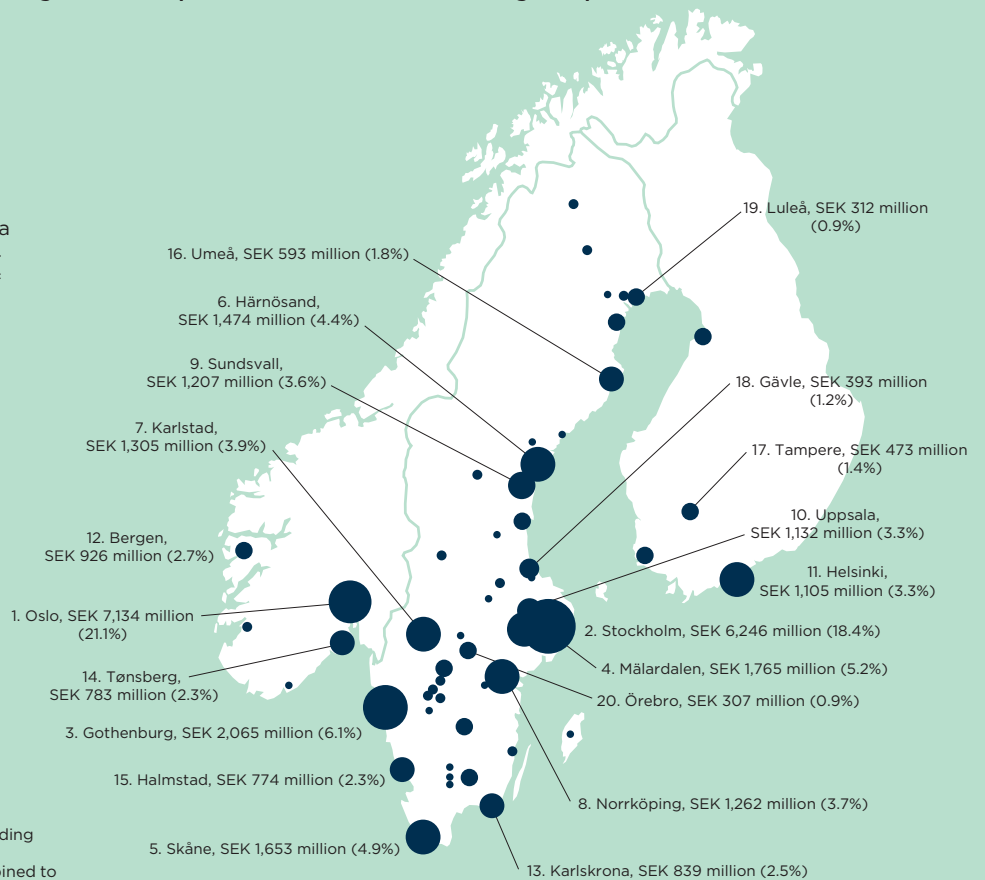 a
19. Luleå, SEK 312 million
(0.9%)
16. Umeå, SEK 593 million (1.8%)
6. Härnösand,
SEK 1,474 million (4.4%)
9. Sundsvall,
SEK 1,207 million (3.6%)
18. Gävle, SEK 393 million
(1.2%)
7. Karlstad,
SEK 1,305 million (3.9%)
17. Tampere, SEK 473 million
(1.4%)
10. Uppsala,
SEK 1,132 million (3.3%)
12. Bergen,
SEK 926 million (2.7%)
11. Helsinki,
SEK 1,105 million (3.3%)
1. Oslo, SEK 7,134 million
(21.1%)
2. Stockholm, SEK 6,246 million (18.4%)
4. Mälardalen, SEK 1,765 million (5.2%)
14. Tønsberg,
SEK 783 million (2.3%)
20. Örebro, SEK 307 million (0.9%)
3. Gothenburg, SEK 2,065 million (6.1%)
15. Halmstad, SEK 774 million (2.3%)
8. Norrköping, SEK 1,262 million (3.7%)
ding
5. Skåne, SEK 1,653 million (4.9%)
ined to
13. Karlskrona, SEK 839 million (2.5%)